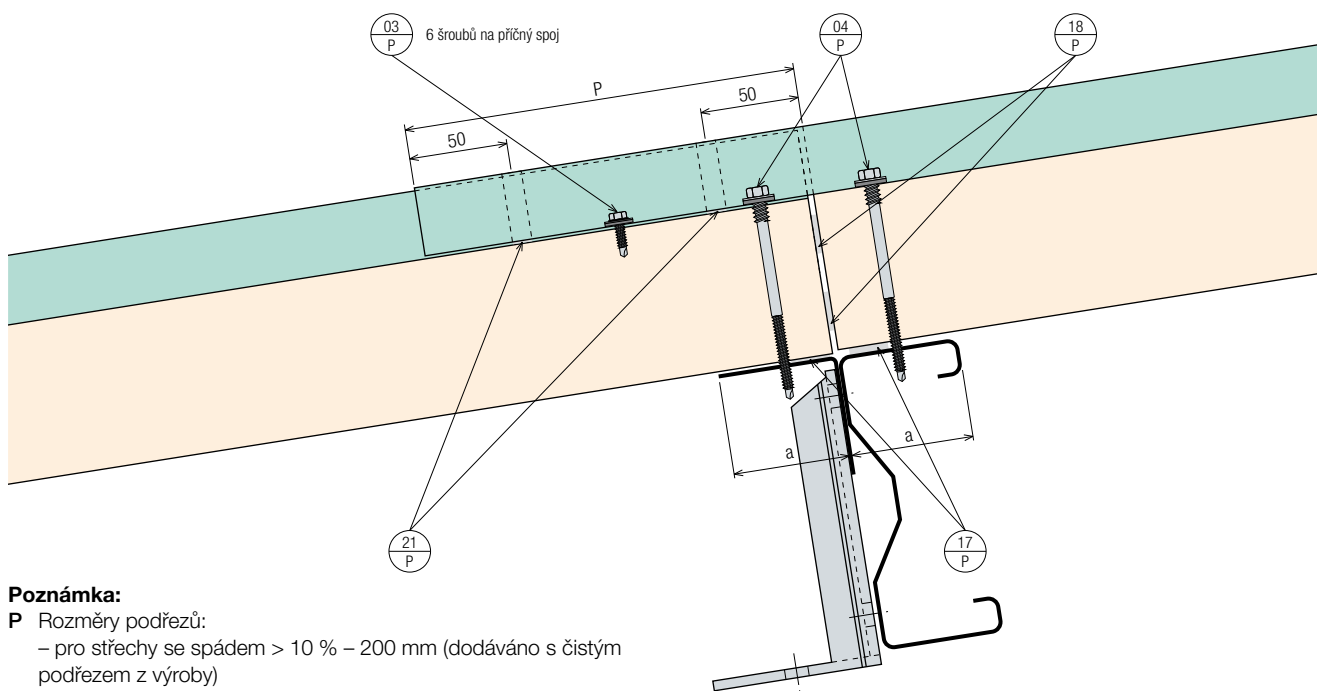 03
P
6 šroubů na příčný spoj
04
P
18
P
P
50
50
a
a
21
P
17
P
Poznámka:
P Rozměry podřezů:
– pro střechy se spádem > 10 % – 200 mm (dodáváno s čistým
podřezem z výroby)